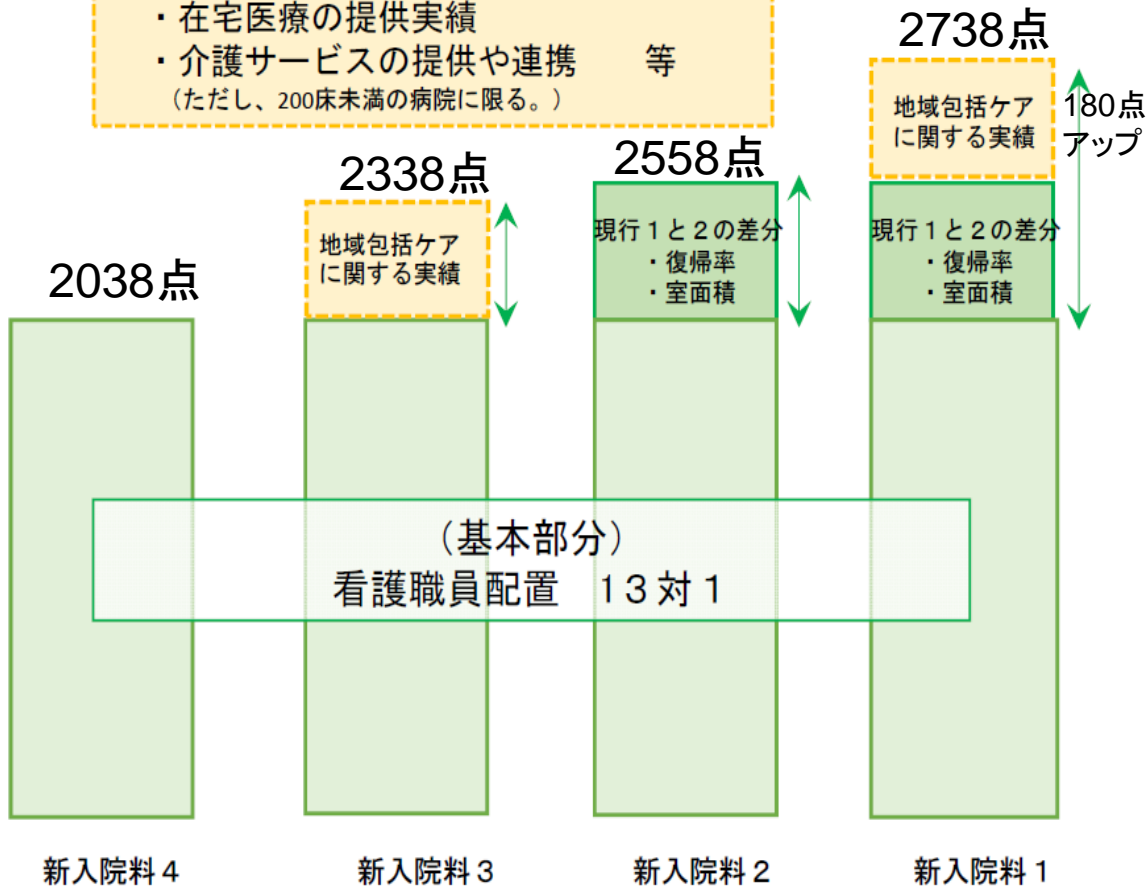 ・在宅医療の提供実績
・介護サービスの提供や連携　　等
（ただし、200床未満の病院に限る。）
2738点
地域包括ケア
に関する実績
180点
アップ
2338点
2558点
地域包括ケア
に関する実績
現行１と２の差分
・復帰率
・室面積
現行１と２の差分
・復帰率
・室面積
2038点
（基本部分）
看護職員配置　１３対１
新入院料４
新入院料３
新入院料２
新入院料１